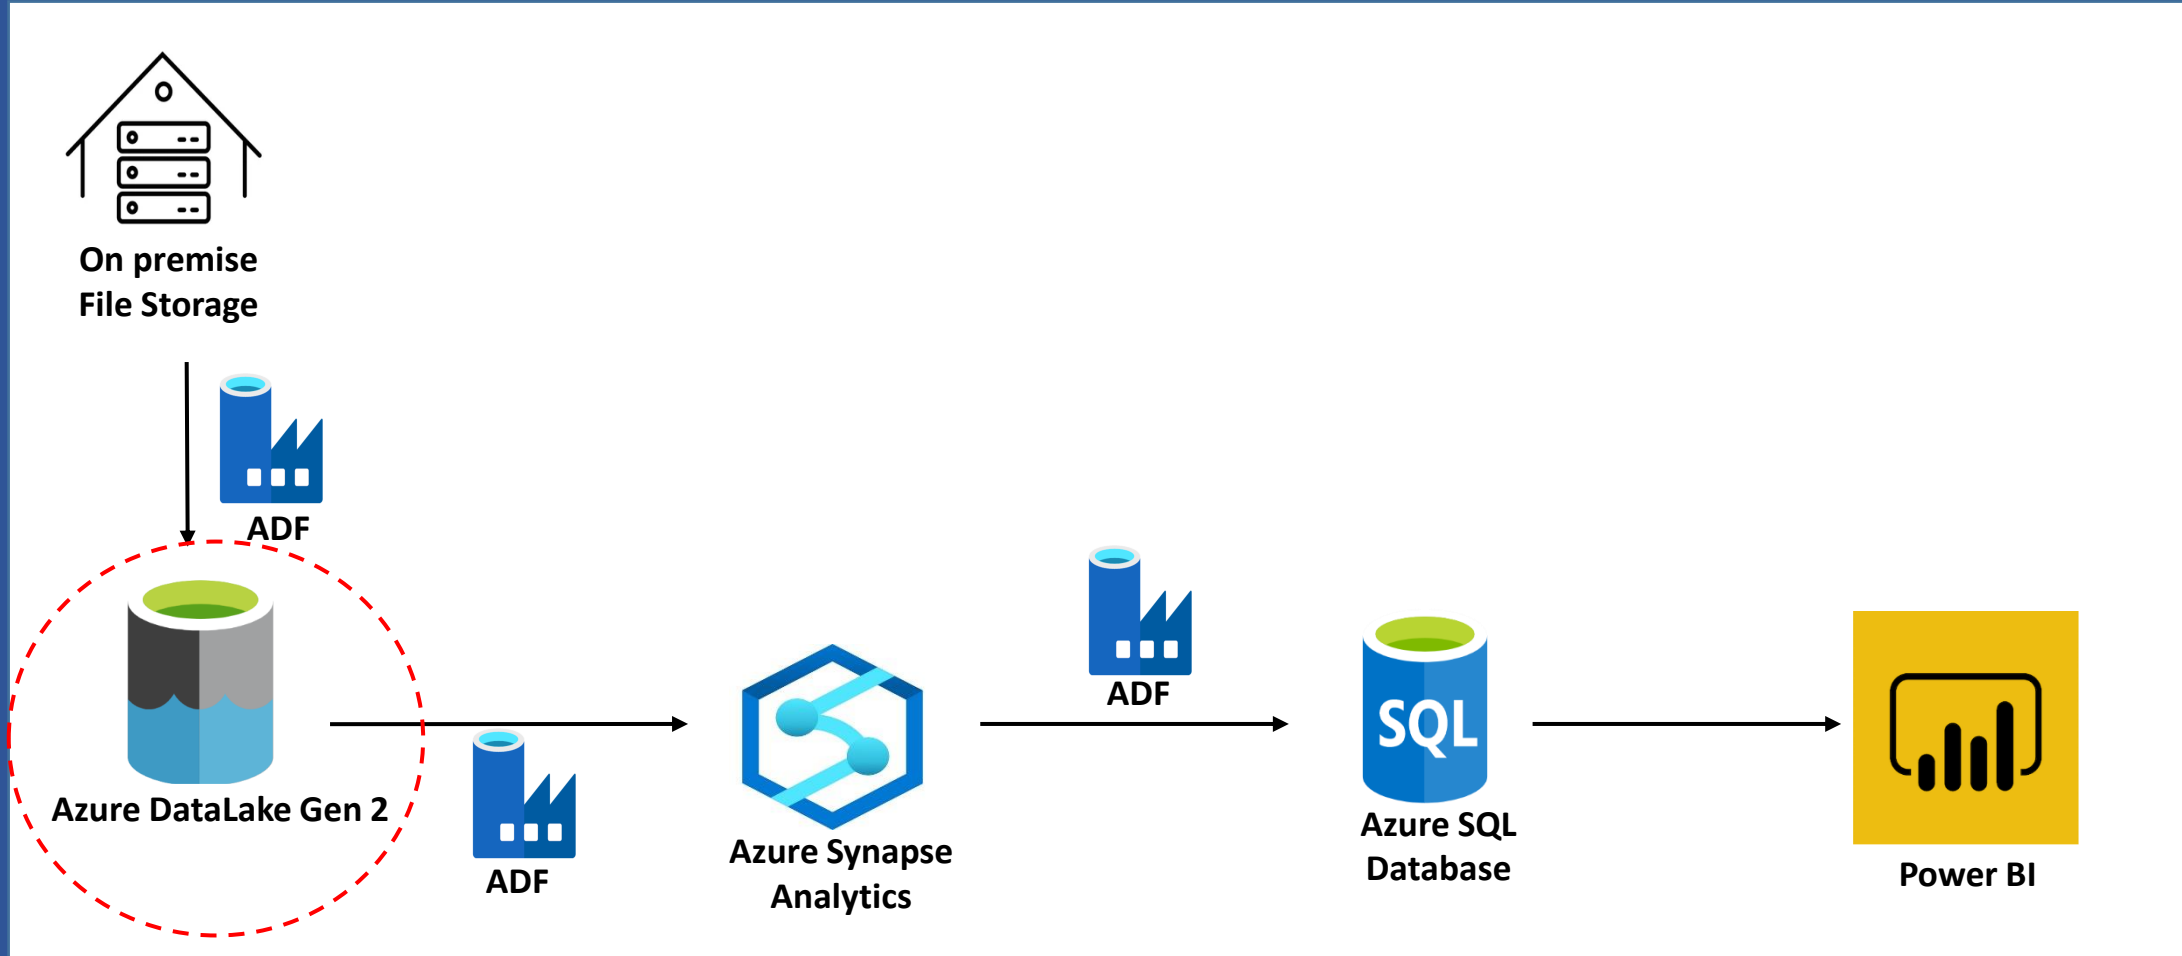 On premise
File Storage
ADF
Azure DataLake Gen 2
ADF
Azure Synapse
Analytics
ADF
SQL
Azure SQL
Database
Power BI